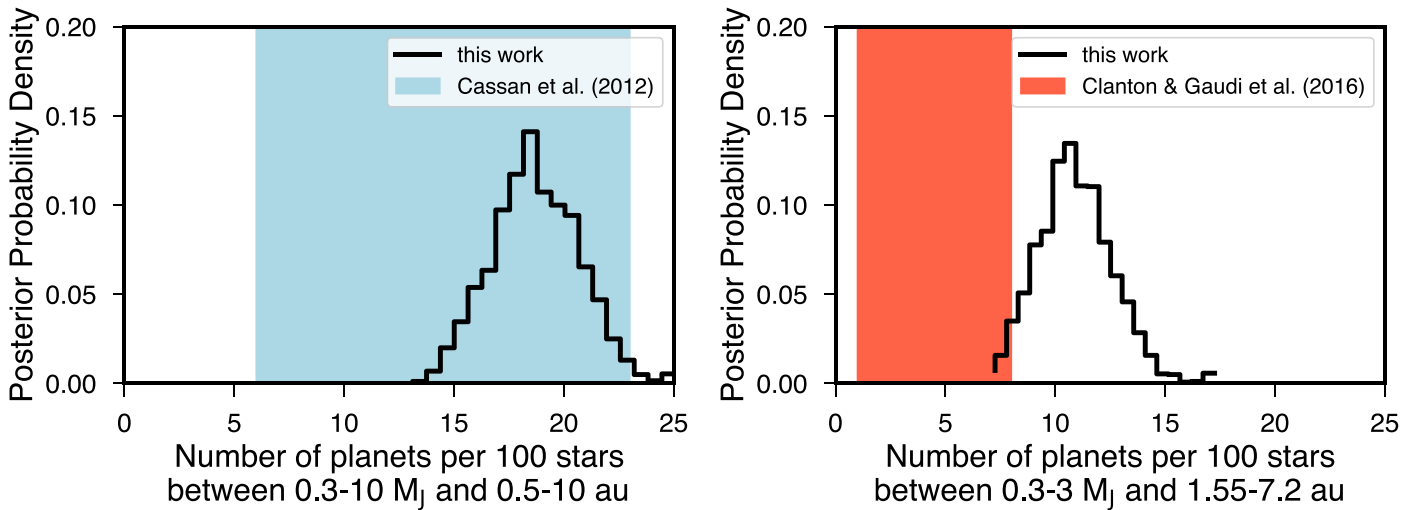 Posterior Probability Density
0.20
0.15
0.10
0.05
0.00
this work
Cassan et al. (2012)
0 5 10 15 20 25
Number of planets per 100 stars
between 0.3-10 M_J and 0.5-10 au
Posterior Probability Density
0.20
0.15
0.10
0.05
0.00
this work
Clanton & Gaudi et al. (2016)
0 5 10 15 20 25
Number of planets per 100 stars
between 0.3-3 M_J and 1.55-7.2 au